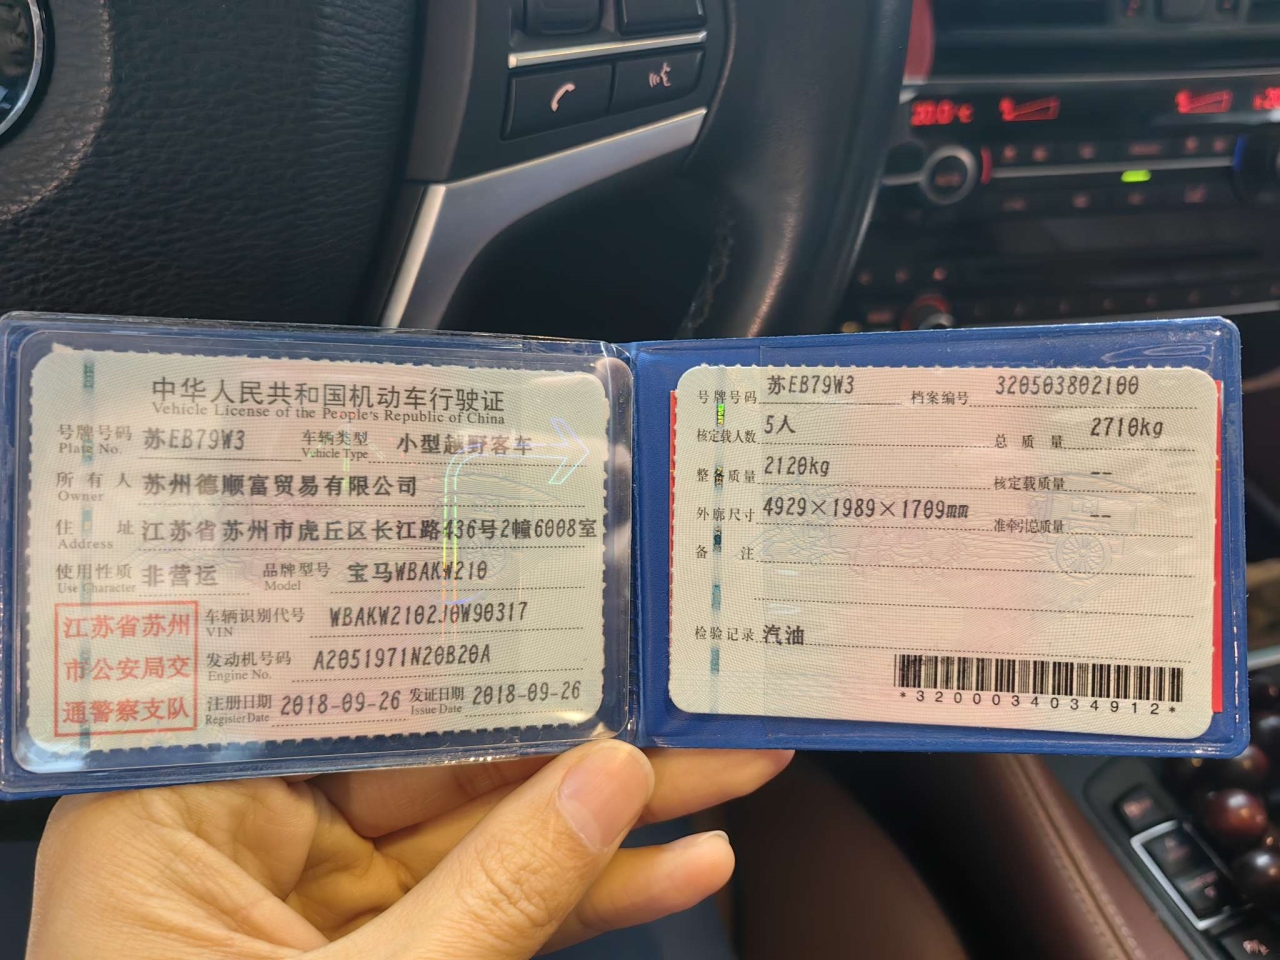 中华人民共和国机动车行驶证
Vehicle License of the People's Republic of China
号牌号码 苏EB79W3 车辆类型 小型越野客车
Plate No. Vehicle Type
所有人 苏州德顺富贸易有限公司
Owner
住址 江苏省苏州市虎丘区长江路436号2幢6008室
Address
使用性质 非营运 品牌型号 宝马WBAKW210
Use Character Model
江苏省苏州
市公安局交
通警察支队
车辆识别代号 WBAKW2102J0W90317
VIN
发动机号码 A2051971N20B20A
Engine No.
注册日期 2018-09-26 发证日期 2018-09-26
Register Date Issue Date
号牌号码 苏EB79W3 档案编号 320503802100
核定载人数 5人 总质量 2710kg
整备质量 2120kg 核定载质量 --
外廓尺寸 4929×1989×1709mm 准牵引总质量 --
备注
检验记录 汽油
*3200034034912*
20.0°C